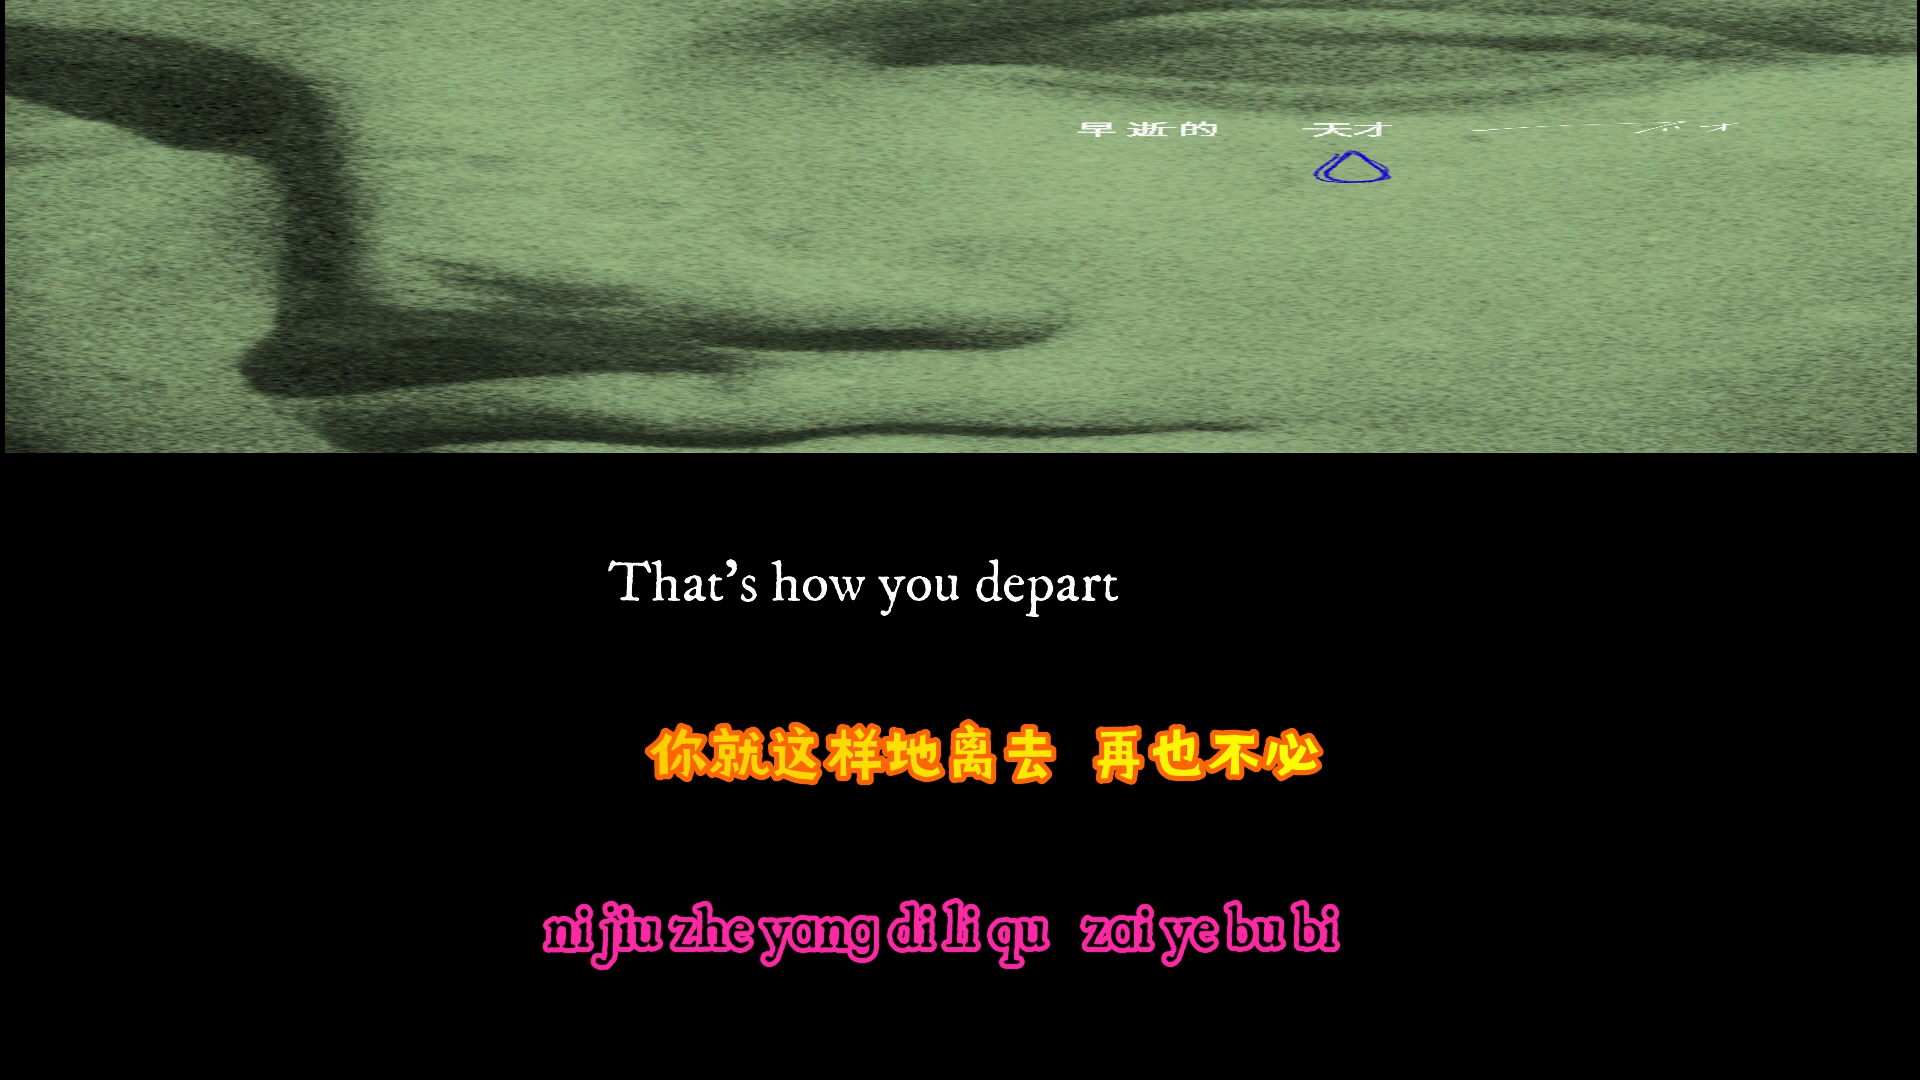 早逝的 天才
That's how you depart
你就这样地离去 再也不必
ni jiu zhe yang di li qu zai ye bu bi